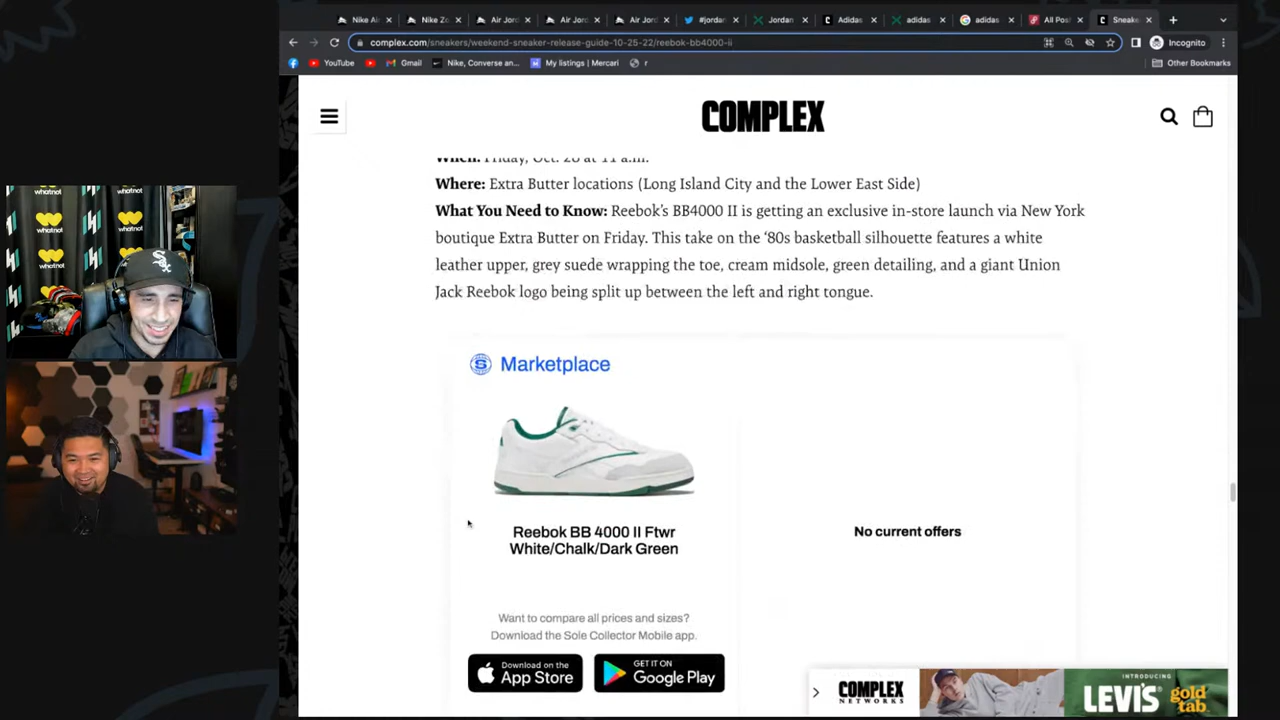 Nike Ai
Nike Zo
Air Jord
Air Jord
Air Jord
#jordan
Jordan
Adidas
adidas
adidas
All Post
Sneake
complex.com/sneakers/weekend-sneaker-release-guide-10-25-22/reebok-bb4000-ii
Incognito
YouTube
Gmail
Nike, Converse an...
My listings | Mercari
r
Other Bookmarks
COMPLEX
When: Friday, Oct. 28 at 11 a.m.
Where: Extra Butter locations (Long Island City and the Lower East Side)
What You Need to Know: Reebok's BB4000 II is getting an exclusive in-store launch via New York
boutique Extra Butter on Friday. This take on the '80s basketball silhouette features a white
leather upper, grey suede wrapping the toe, cream midsole, green detailing, and a giant Union
Jack Reebok logo being split up between the left and right tongue.
S Marketplace
Reebok BB 4000 II Ftwr
White/Chalk/Dark Green
No current offers
Want to compare all prices and sizes?
Download the Sole Collector Mobile app.
Download on the
App Store
GET IT ON
Google Play
COMPLEX
NETWORKS
INTRODUCING
LEVI'S gold
tab
whatnot
whatnot
whatnot
whatnot
Sox